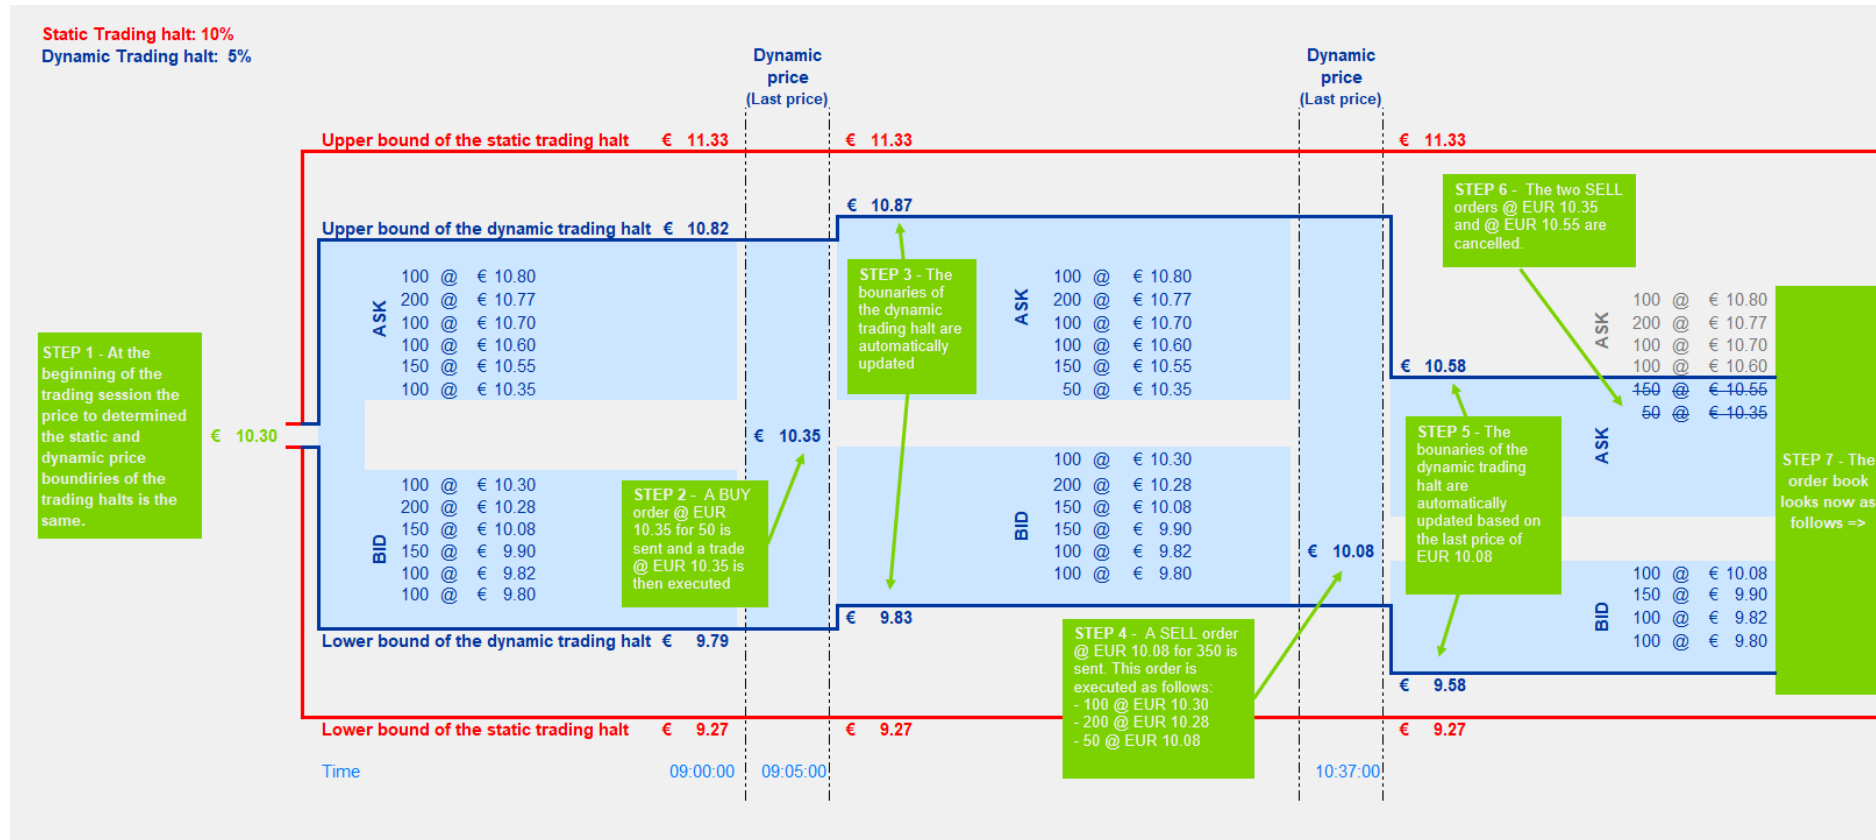 Static Trading halt: 10%
Dynamic Trading halt: 5%
Dynamic
price
(Last price)
Dynamic
price
(Last price)
Upper bound of the static trading halt € 11.33
€ 11.33
€ 11.33
Upper bound of the dynamic trading halt € 10.82
€ 10.87
€ 10.58
STEP 1 - At the
beginning of the
trading session the
price to determined
the static and
dynamic price
boundiries of the
trading halts is the
same.
€ 10.30
ASK
100 @ € 10.80
200 @ € 10.77
100 @ € 10.70
100 @ € 10.60
150 @ € 10.55
100 @ € 10.35
BID
100 @ € 10.30
200 @ € 10.28
150 @ € 10.08
150 @ € 9.90
100 @ € 9.82
100 @ € 9.80
STEP 2 - A BUY
order @ EUR
10.35 for 50 is
sent and a trade
@ EUR 10.35 is
then executed
€ 10.35
STEP 3 - The
bounaries of
the dynamic
trading halt are
automatically
updated
ASK
100 @ € 10.80
200 @ € 10.77
100 @ € 10.70
100 @ € 10.60
150 @ € 10.55
50 @ € 10.35
BID
100 @ € 10.30
200 @ € 10.28
150 @ € 10.08
150 @ € 9.90
100 @ € 9.82
100 @ € 9.80
STEP 4 - A SELL order
@ EUR 10.08 for 350 is
sent. This order is
executed as follows:
- 100 @ EUR 10.30
- 200 @ EUR 10.28
- 50 @ EUR 10.08
€ 10.08
STEP 5 - The
bounaries of the
dynamic trading
halt are
automatically
updated based on
the last price of
EUR 10.08
STEP 6 - The two SELL
orders @ EUR 10.35
and @ EUR 10.55 are
cancelled.
ASK
100 @ € 10.80
200 @ € 10.77
100 @ € 10.70
100 @ € 10.60
150 @ € 10.55
50 @ € 10.35
ASK
BID
100 @ € 10.08
150 @ € 9.90
100 @ € 9.82
100 @ € 9.80
STEP 7 - The
order book
looks now as
follows =>
Lower bound of the dynamic trading halt € 9.79
€ 9.83
€ 9.58
Lower bound of the static trading halt € 9.27
€ 9.27
€ 9.27
Time 09:00:00 09:05:00 10:37:00